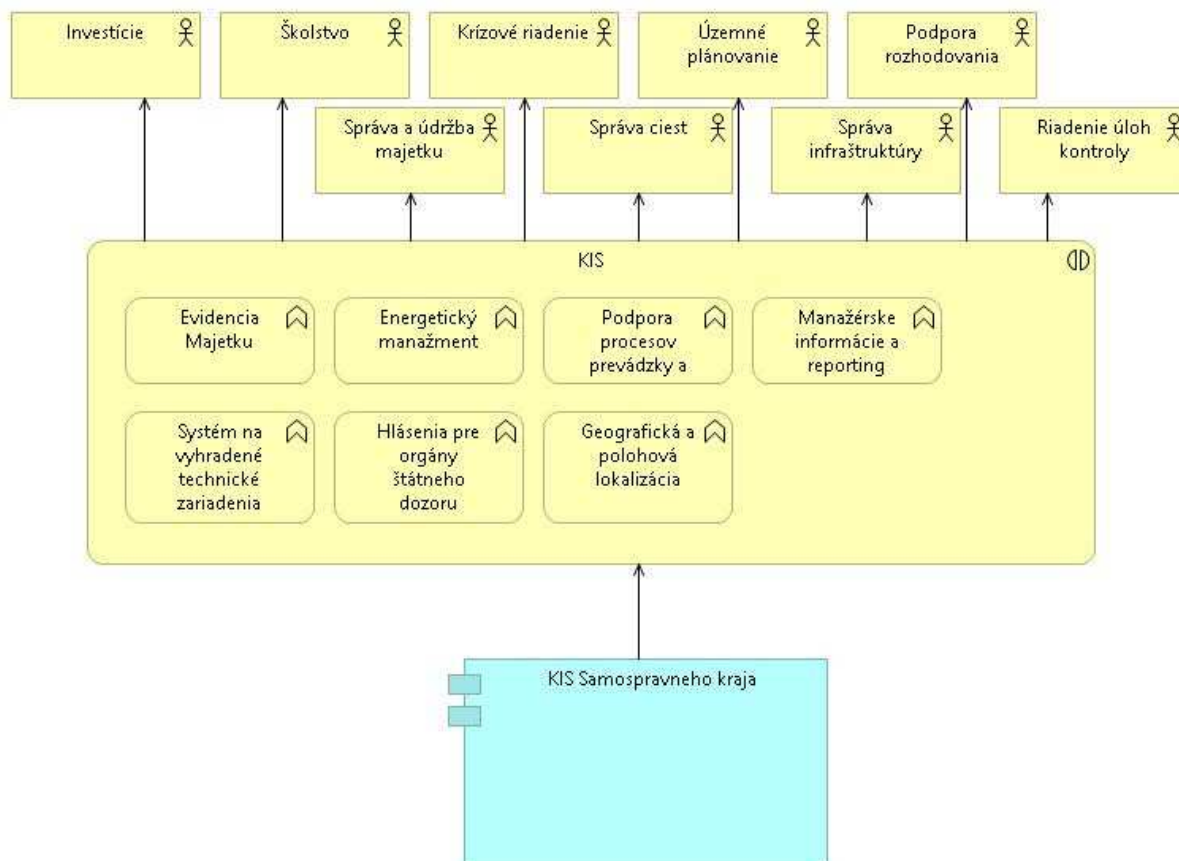 Investície
Školstvo
Krízové riadenie
Územné
plánovanie
Podpora
rozhodovania
Správa a údržba
majetku
Správa ciest
Správa
infraštruktúry
Riadenie úloh
kontroly
KIS
Evidencia
Majetku
Energetický
manažment
Podpora
procesov
prevádzky a
Manažérske
informácie a
reporting
Systém na
vyhradené
technické
zariadenia
Hlásenia pre
orgány
štátneho
dozoru
Geografická a
polohová
lokalizácia
KIS Samospravneho kraja